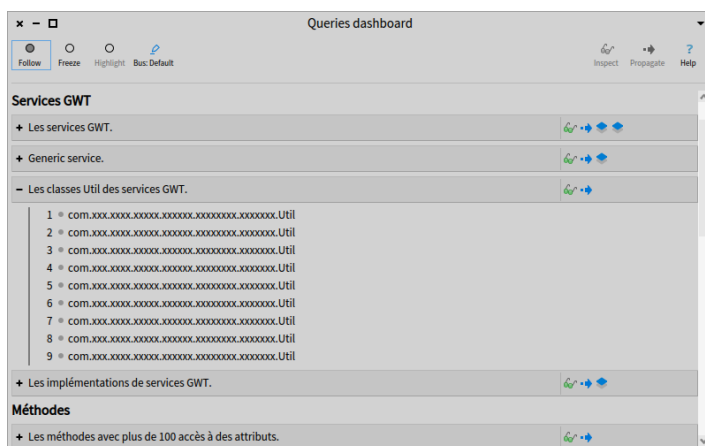 Queries dashboard
Follow Freeze Highlight Bus: Default Inspect Propagate ? Help
Services GWT
+ Les services GWT.
+ Generic service.
– Les classes Util des services GWT.
1 com.xxx.xxxx.xxxxx.xxxxxx.xxxxxxxx.xxxxxxx.Util
2 com.xxx.xxxx.xxxxx.xxxxxx.xxxxxxxx.xxxxxxx.Util
3 com.xxx.xxxx.xxxxx.xxxxxx.xxxxxxxx.xxxxxxx.Util
4 com.xxx.xxxx.xxxxx.xxxxxx.xxxxxxxx.xxxxxxx.Util
5 com.xxx.xxxx.xxxxx.xxxxxx.xxxxxxxx.xxxxxxx.Util
6 com.xxx.xxxx.xxxxx.xxxxxx.xxxxxxxx.xxxxxxx.Util
7 com.xxx.xxxx.xxxxx.xxxxxx.xxxxxxxx.xxxxxxx.Util
8 com.xxx.xxxx.xxxxx.xxxxxx.xxxxxxxx.xxxxxxx.Util
9 com.xxx.xxxx.xxxxx.xxxxxx.xxxxxxxx.xxxxxxx.Util
+ Les implémentations de services GWT.
Méthodes
+ Les méthodes avec plus de 100 accès à des attributs.